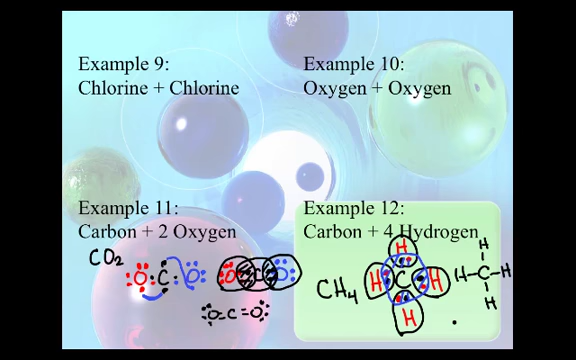 Example 9:
Chlorine + Chlorine
Example 10:
Oxygen + Oxygen
Example 11:
Carbon + 2 Oxygen
CO₂
O C O
O C O
O-C=O
Example 12:
Carbon + 4 Hydrogen
CH₄
H
H C H
H
H
H-C-H
H